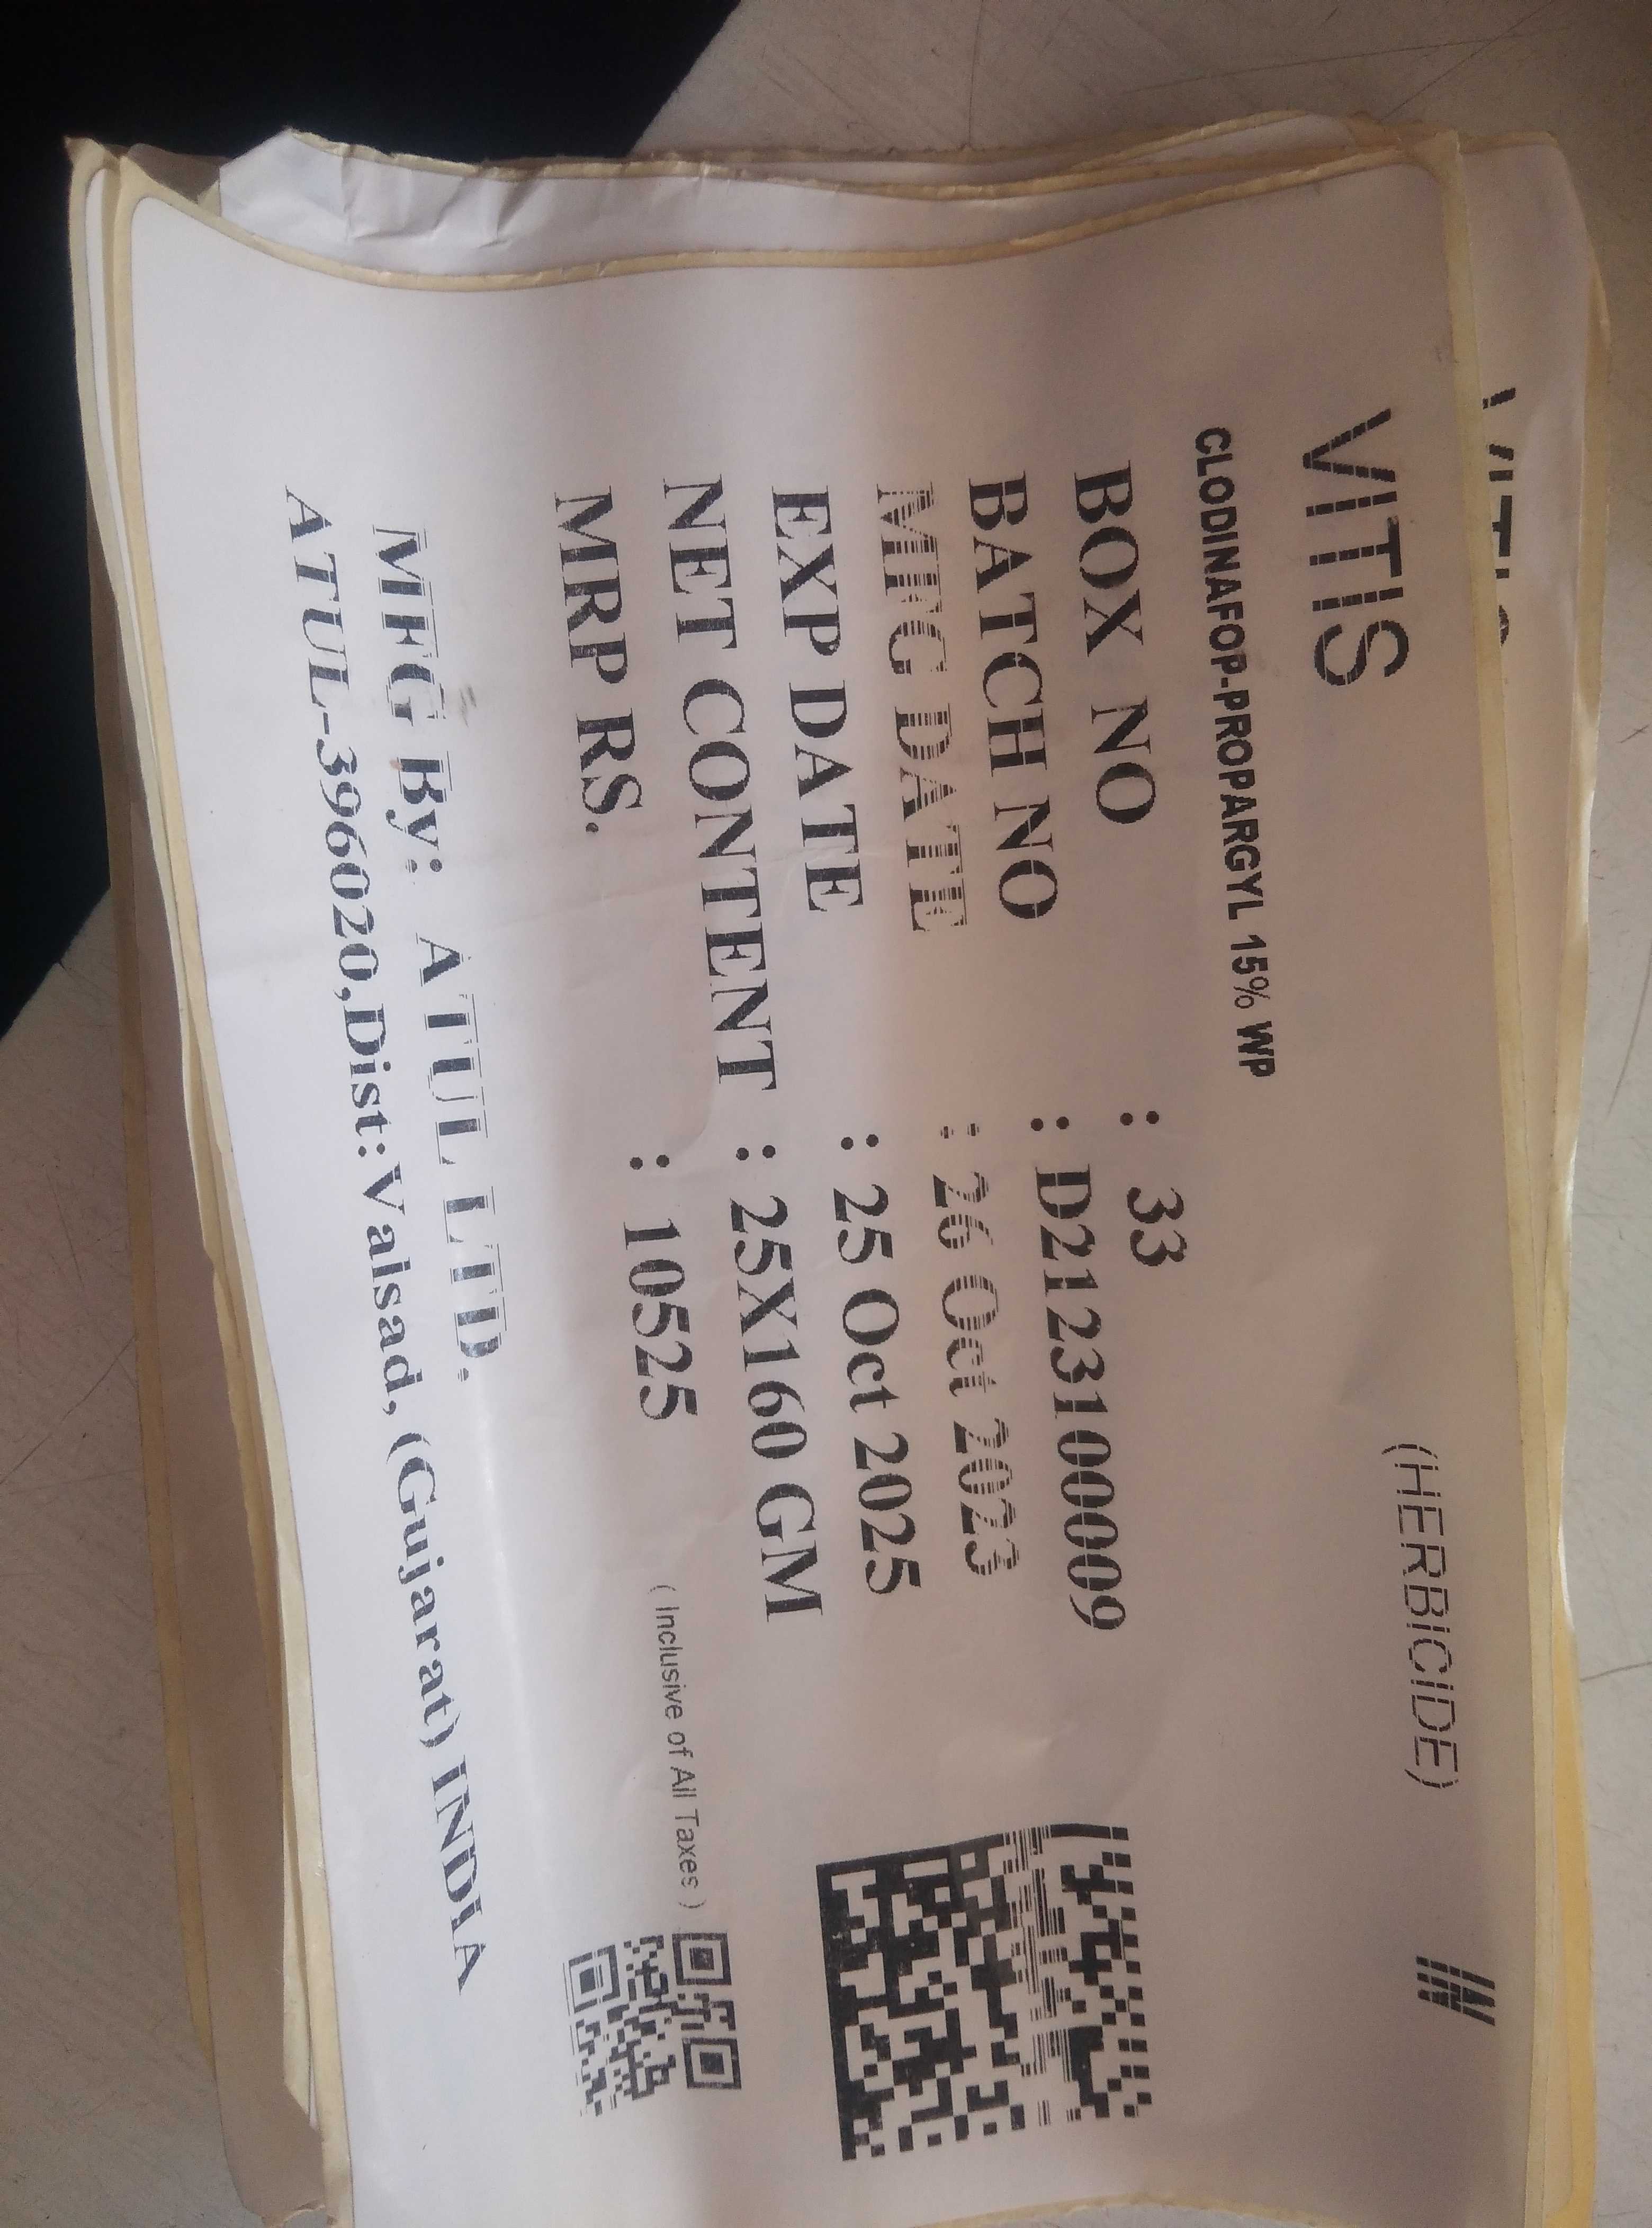 VITIS (HERBICIDE)
CLODINAFOP-PROPARGYL 15% WP
BOX NO : 33
BATCH NO : D2123100009
MFG DATE : 26 Oct 2023
EXP DATE : 25 Oct 2025
NET CONTENT : 25X160 GM
MRP RS. : 10525 ( Inclusive of All Taxes )
MFG By: ATUL LTD.
ATUL-396020,Dist:Valsad, (Gujarat) INDIA